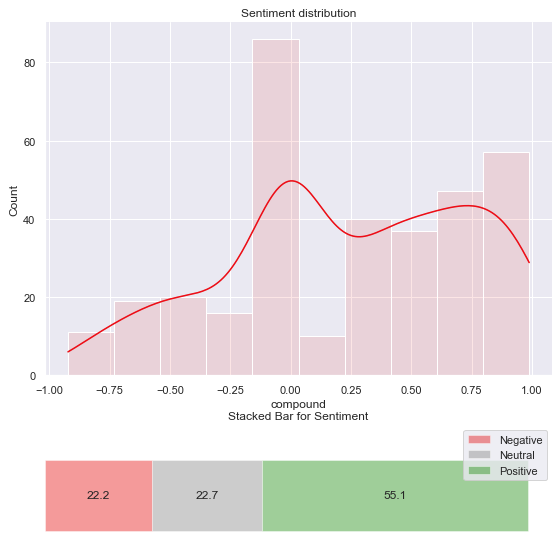 Sentiment distribution
80
60
40
20
0
Count
−1.00 −0.75 −0.50 −0.25 0.00 0.25 0.50 0.75 1.00
compound
Stacked Bar for Sentiment
Negative
Neutral
Positive
22.2 22.7 55.1